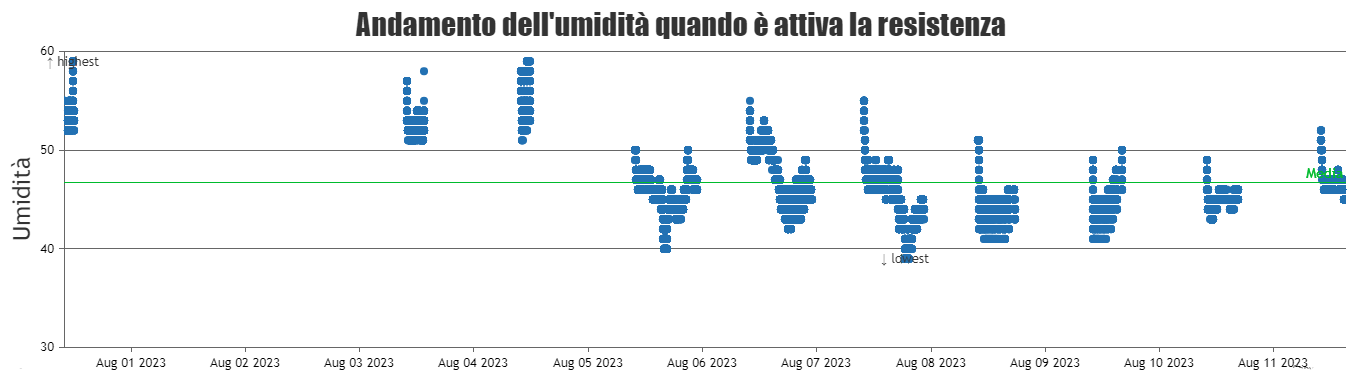 Andamento dell'umidità quando è attiva la resistenza
60
↑ highest
50
Media
Umidità
40
↓ lowest
30
Aug 01 2023 Aug 02 2023 Aug 03 2023 Aug 04 2023 Aug 05 2023 Aug 06 2023 Aug 07 2023 Aug 08 2023 Aug 09 2023 Aug 10 2023 Aug 11 2023